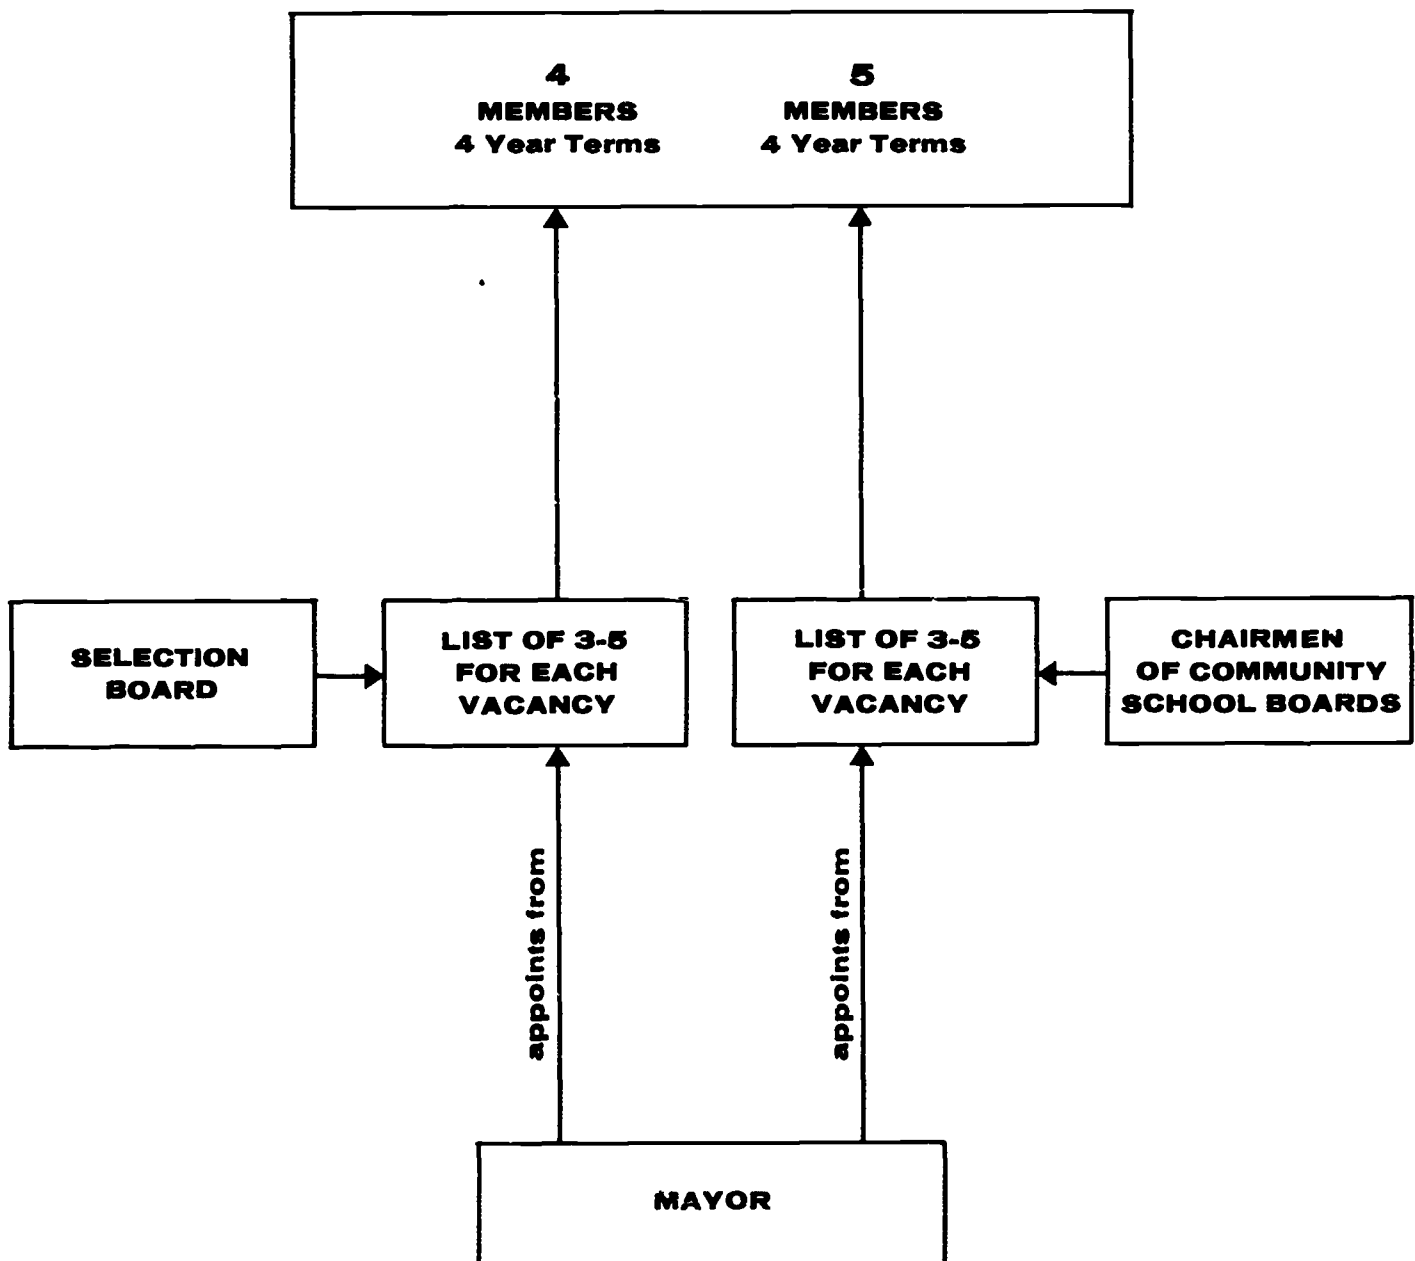 4
MEMBERS
4 Year Terms
5
MEMBERS
4 Year Terms
SELECTION
BOARD
LIST OF 3-5
FOR EACH
VACANCY
LIST OF 3-5
FOR EACH
VACANCY
CHAIRMEN
OF COMMUNITY
SCHOOL BOARDS
appoints from
appoints from
MAYOR